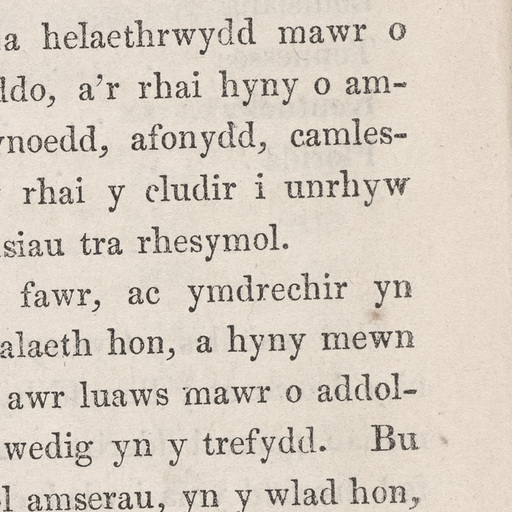 a helaethrwydd mawr o
ldo, a'r rhai hyny o am-
ynoedd, afonydd, camles-
rhai y cludir i unrhyw
siau tra rhesymol.
fawr, ac ymdrechir yn
alaeth hon, a hyny mewn
awr luaws mawr o addol-
wedig yn y trefydd. Bu
l amserau, yn y wlad hon,